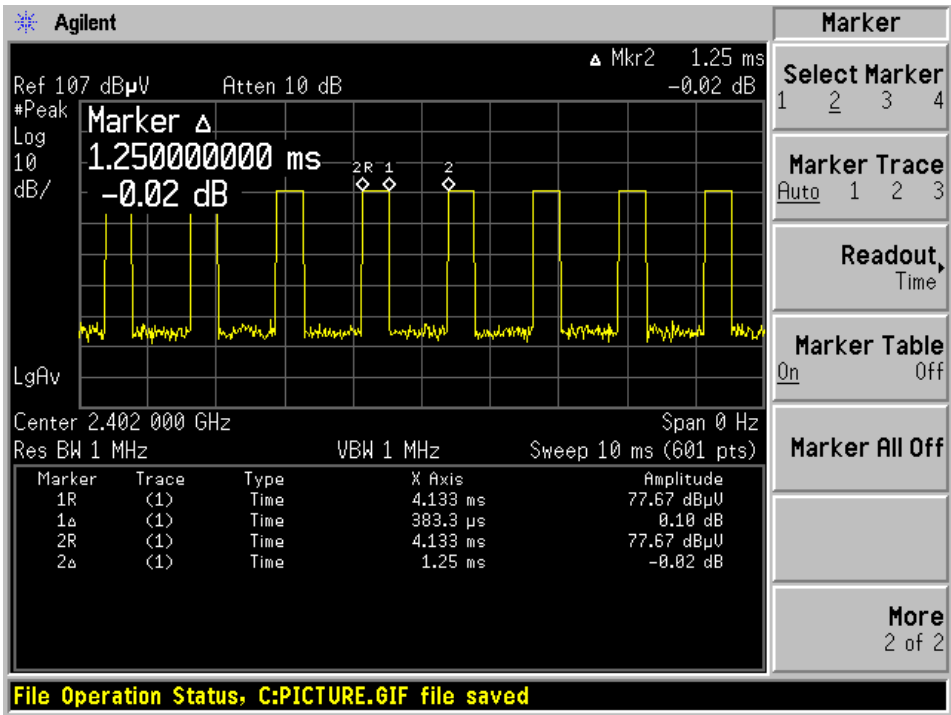 Agilent
Marker
▵ Mkr2 1.25 ms
Ref 107 dBµV Atten 10 dB -0.02 dB
#Peak
Log
10
dB/
Marker ▵
1.250000000 ms
-0.02 dB
2R 1 2
LgAv
Center 2.402 000 GHz Span 0 Hz
Res BW 1 MHz VBW 1 MHz Sweep 10 ms (601 pts)
Marker Trace Type X Axis Amplitude
1R (1) Time 4.133 ms 77.67 dBµV
1▵ (1) Time 383.3 µs 0.10 dB
2R (1) Time 4.133 ms 77.67 dBµV
2▵ (1) Time 1.25 ms -0.02 dB
Select Marker
1 2 3 4
Marker Trace
Auto 1 2 3
Readout
Time
Marker Table
On Off
Marker All Off
More
2 of 2
File Operation Status, C:PICTURE.GIF file saved